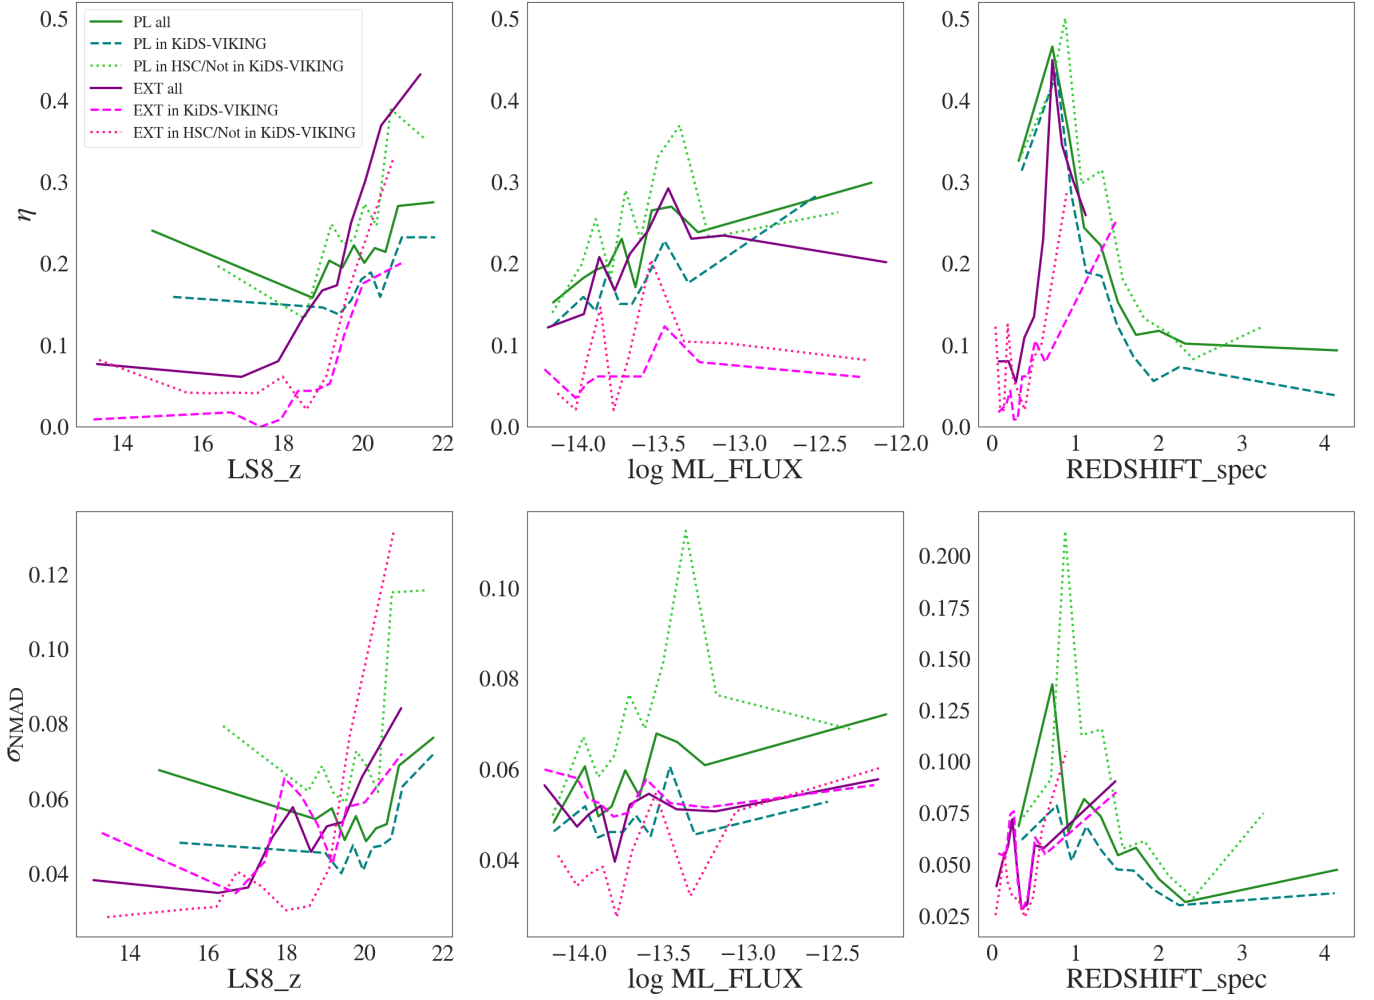 0.5
0.4
0.3
0.2
0.1
0.0
η
PL all
PL in KiDS-VIKING
PL in HSC/Not in KiDS-VIKING
EXT all
EXT in KiDS-VIKING
EXT in HSC/Not in KiDS-VIKING
14 16 18 20 22
LS8_z
0.5
0.4
0.3
0.2
0.1
0.0
−14.0 −13.5 −13.0 −12.5 −12.0
log ML_FLUX
0.5
0.4
0.3
0.2
0.1
0.0
0 1 2 3 4
REDSHIFT_spec
0.12
0.10
0.08
0.06
0.04
σNMAD
14 16 18 20 22
LS8_z
0.10
0.08
0.06
0.04
−14.0 −13.5 −13.0 −12.5
log ML_FLUX
0.200
0.175
0.150
0.125
0.100
0.075
0.050
0.025
0 1 2 3 4
REDSHIFT_spec